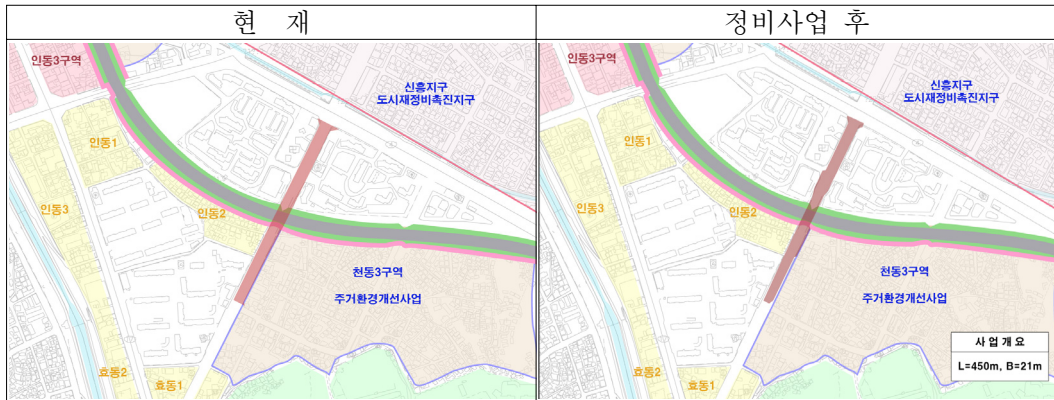 현 재
정비사업 후
인동3구역
신흥지구
도시재정비촉진지구
인동1
인동3
인동2
천동3구역
주거환경개선사업
효동2
효동1
인동3구역
신흥지구
도시재정비촉진지구
인동1
인동3
인동2
천동3구역
주거환경개선사업
사 업 개 요
L=450m, B=21m
효동2
효동1